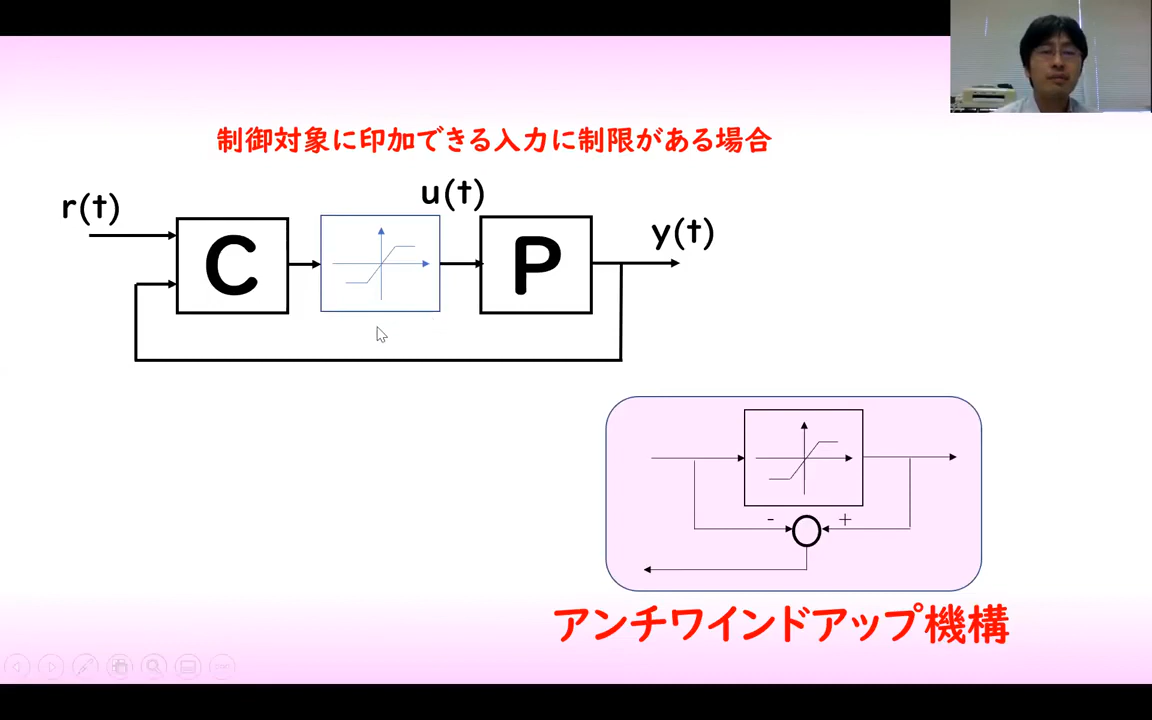 制御対象に印加できる入力に制限がある場合
r(t)
u(t)
y(t)
C
P
- +
アンチワインドアップ機構